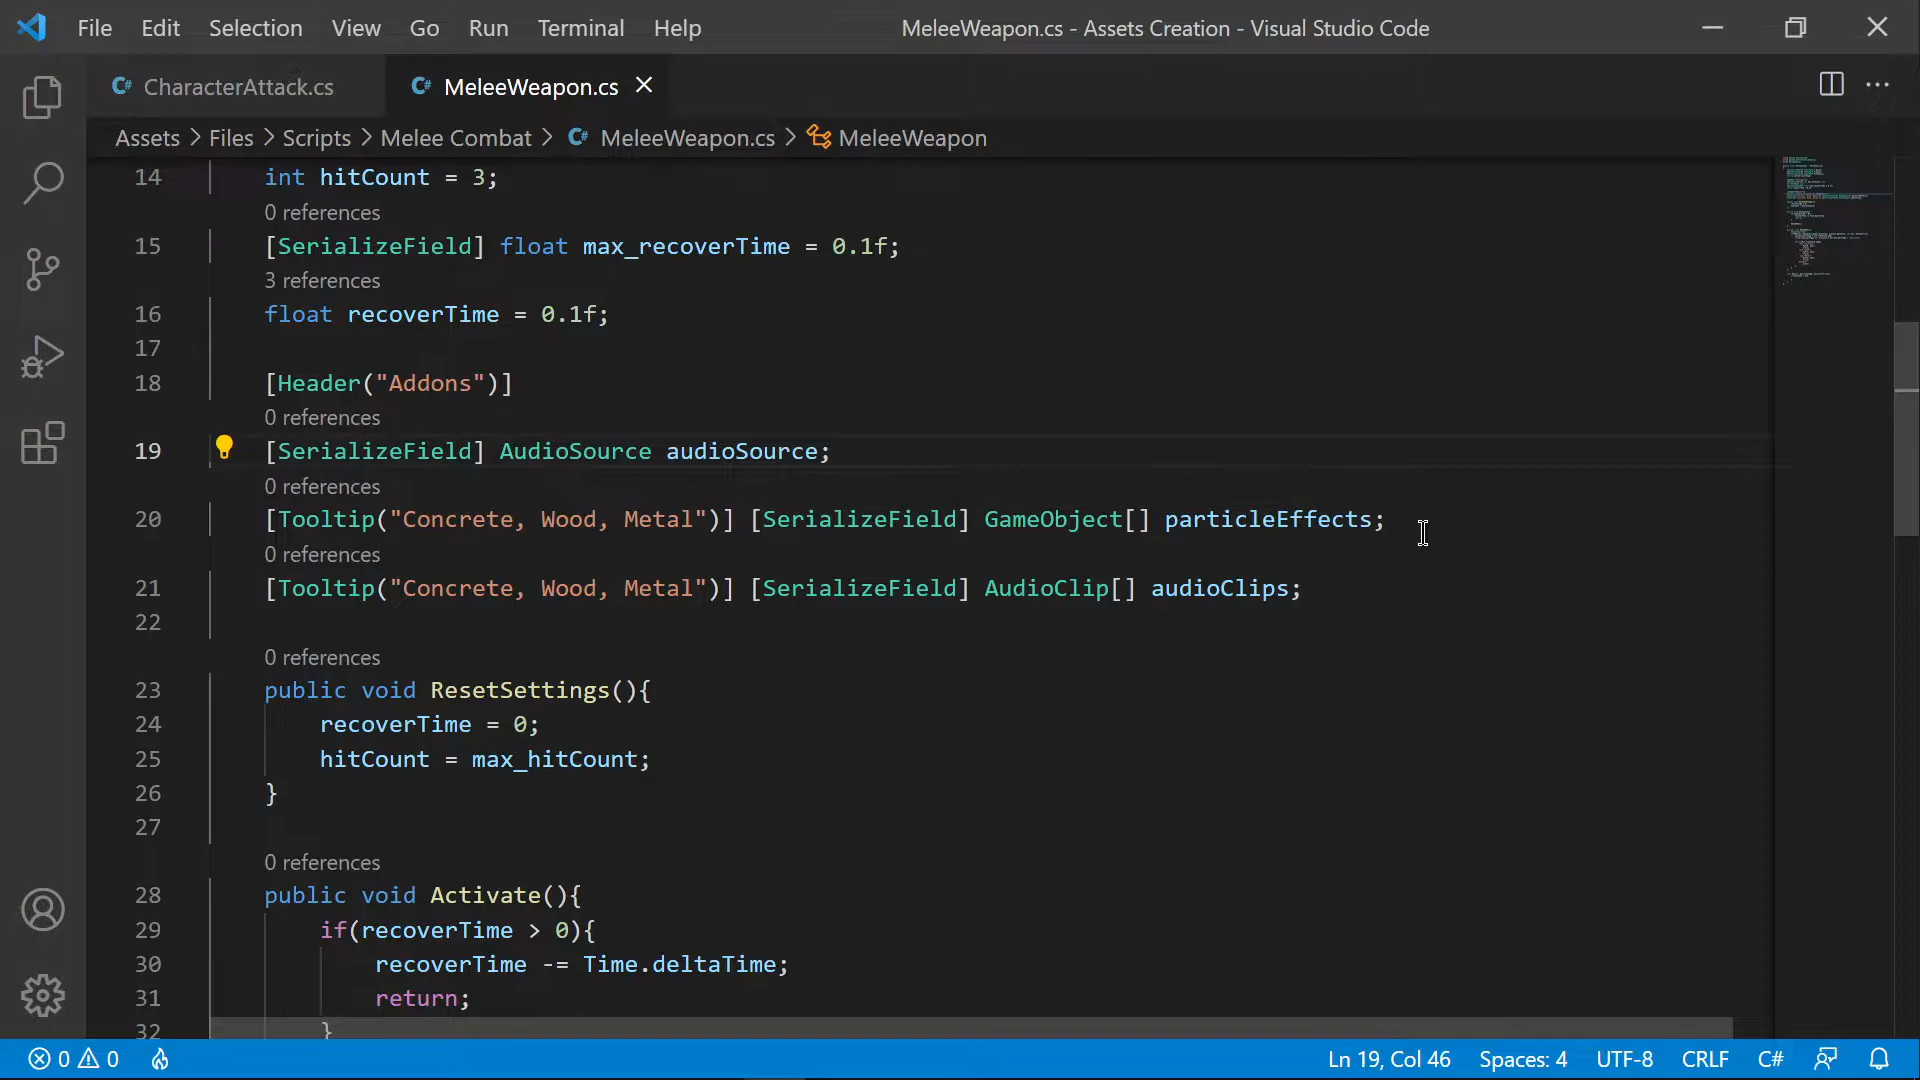 File Edit Selection View Go Run Terminal Help MeleeWeapon.cs - Assets Creation - Visual Studio Code
C# CharacterAttack.cs C# MeleeWeapon.cs
Assets > Files > Scripts > Melee Combat > C# MeleeWeapon.cs > MeleeWeapon
14 int hitCount = 3;
0 references
15 [SerializeField] float max_recoverTime = 0.1f;
3 references
16 float recoverTime = 0.1f;
17
18 [Header("Addons")]
0 references
19 [SerializeField] AudioSource audioSource;
0 references
20 [Tooltip("Concrete, Wood, Metal")] [SerializeField] GameObject[] particleEffects;
0 references
21 [Tooltip("Concrete, Wood, Metal")] [SerializeField] AudioClip[] audioClips;
22
0 references
23 public void ResetSettings(){
24 recoverTime = 0;
25 hitCount = max_hitCount;
26 }
27
0 references
28 public void Activate(){
29 if(recoverTime > 0){
30 recoverTime -= Time.deltaTime;
31 return;
32 }
0 0 Ln 19, Col 46 Spaces: 4 UTF-8 CRLF C#